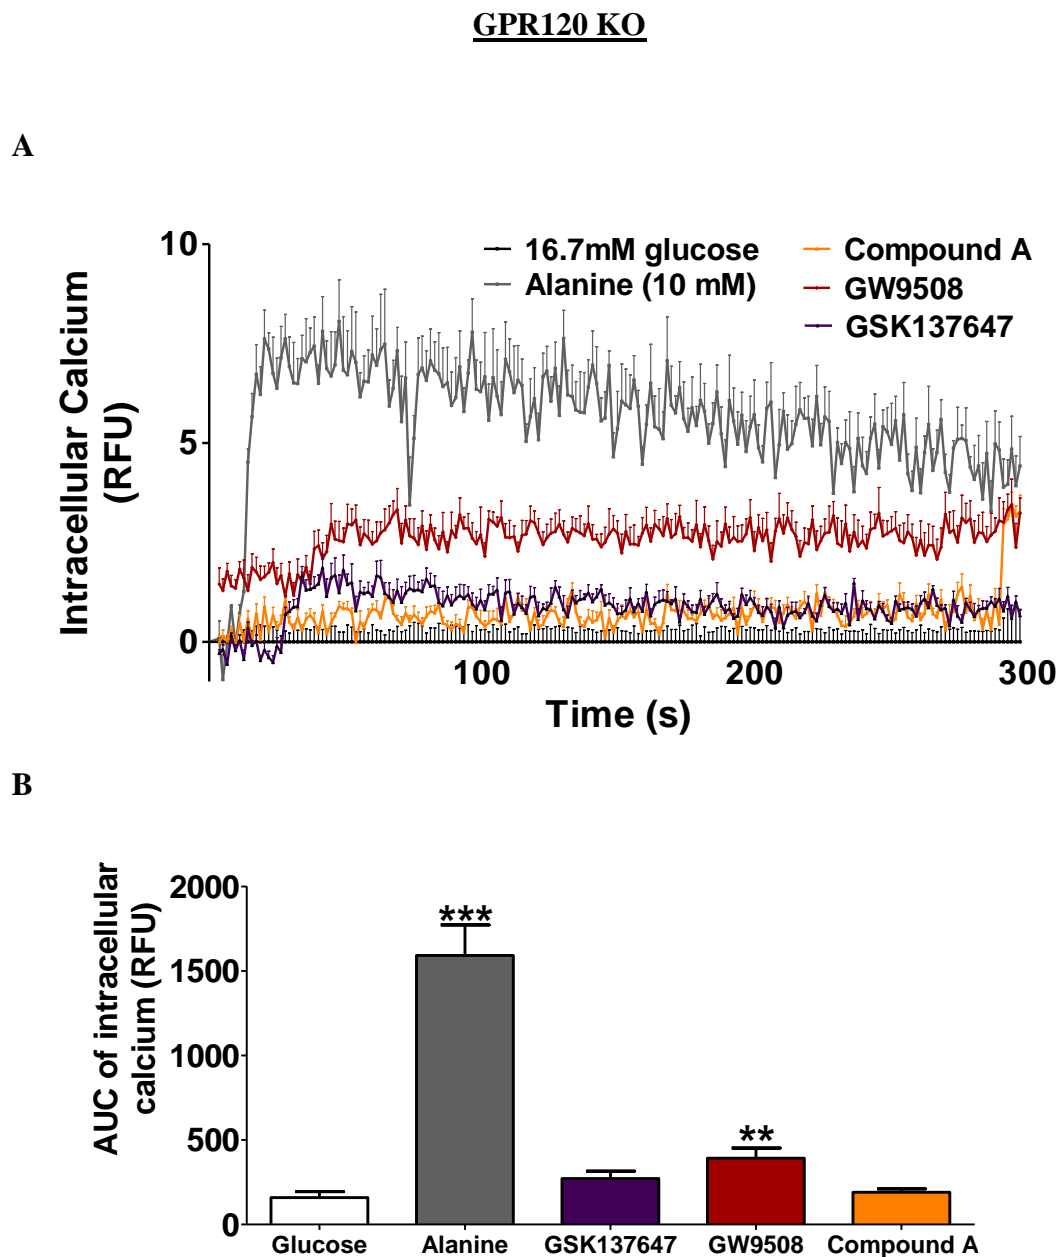 GPR120 KO
A
10
5
0
Intracellular Calcium
(RFU)
16.7mM glucose
Alanine (10 mM)
Compound A
GW9508
GSK137647
100
200
300
Time (s)
B
AUC of intracellular
calcium (RFU)
2000
1500
1000
500
0
***
**
Glucose
Alanine
GSK137647
GW9508
Compound A